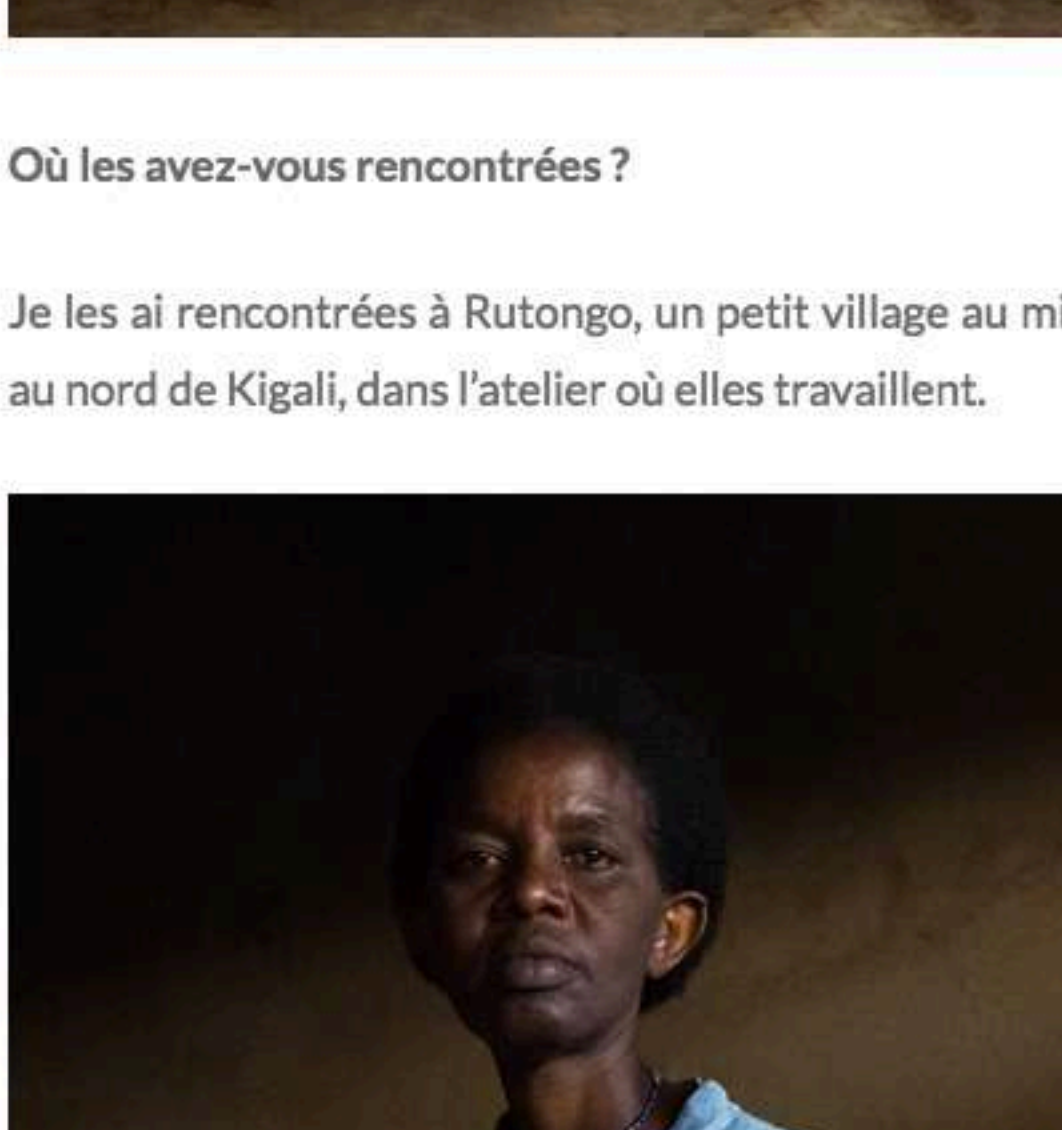 Où les avez-vous rencontrées ?
Je les ai rencontrées à Rutongo, un petit village au
au nord de Kigali, dans l’atelier où elles travaillent.